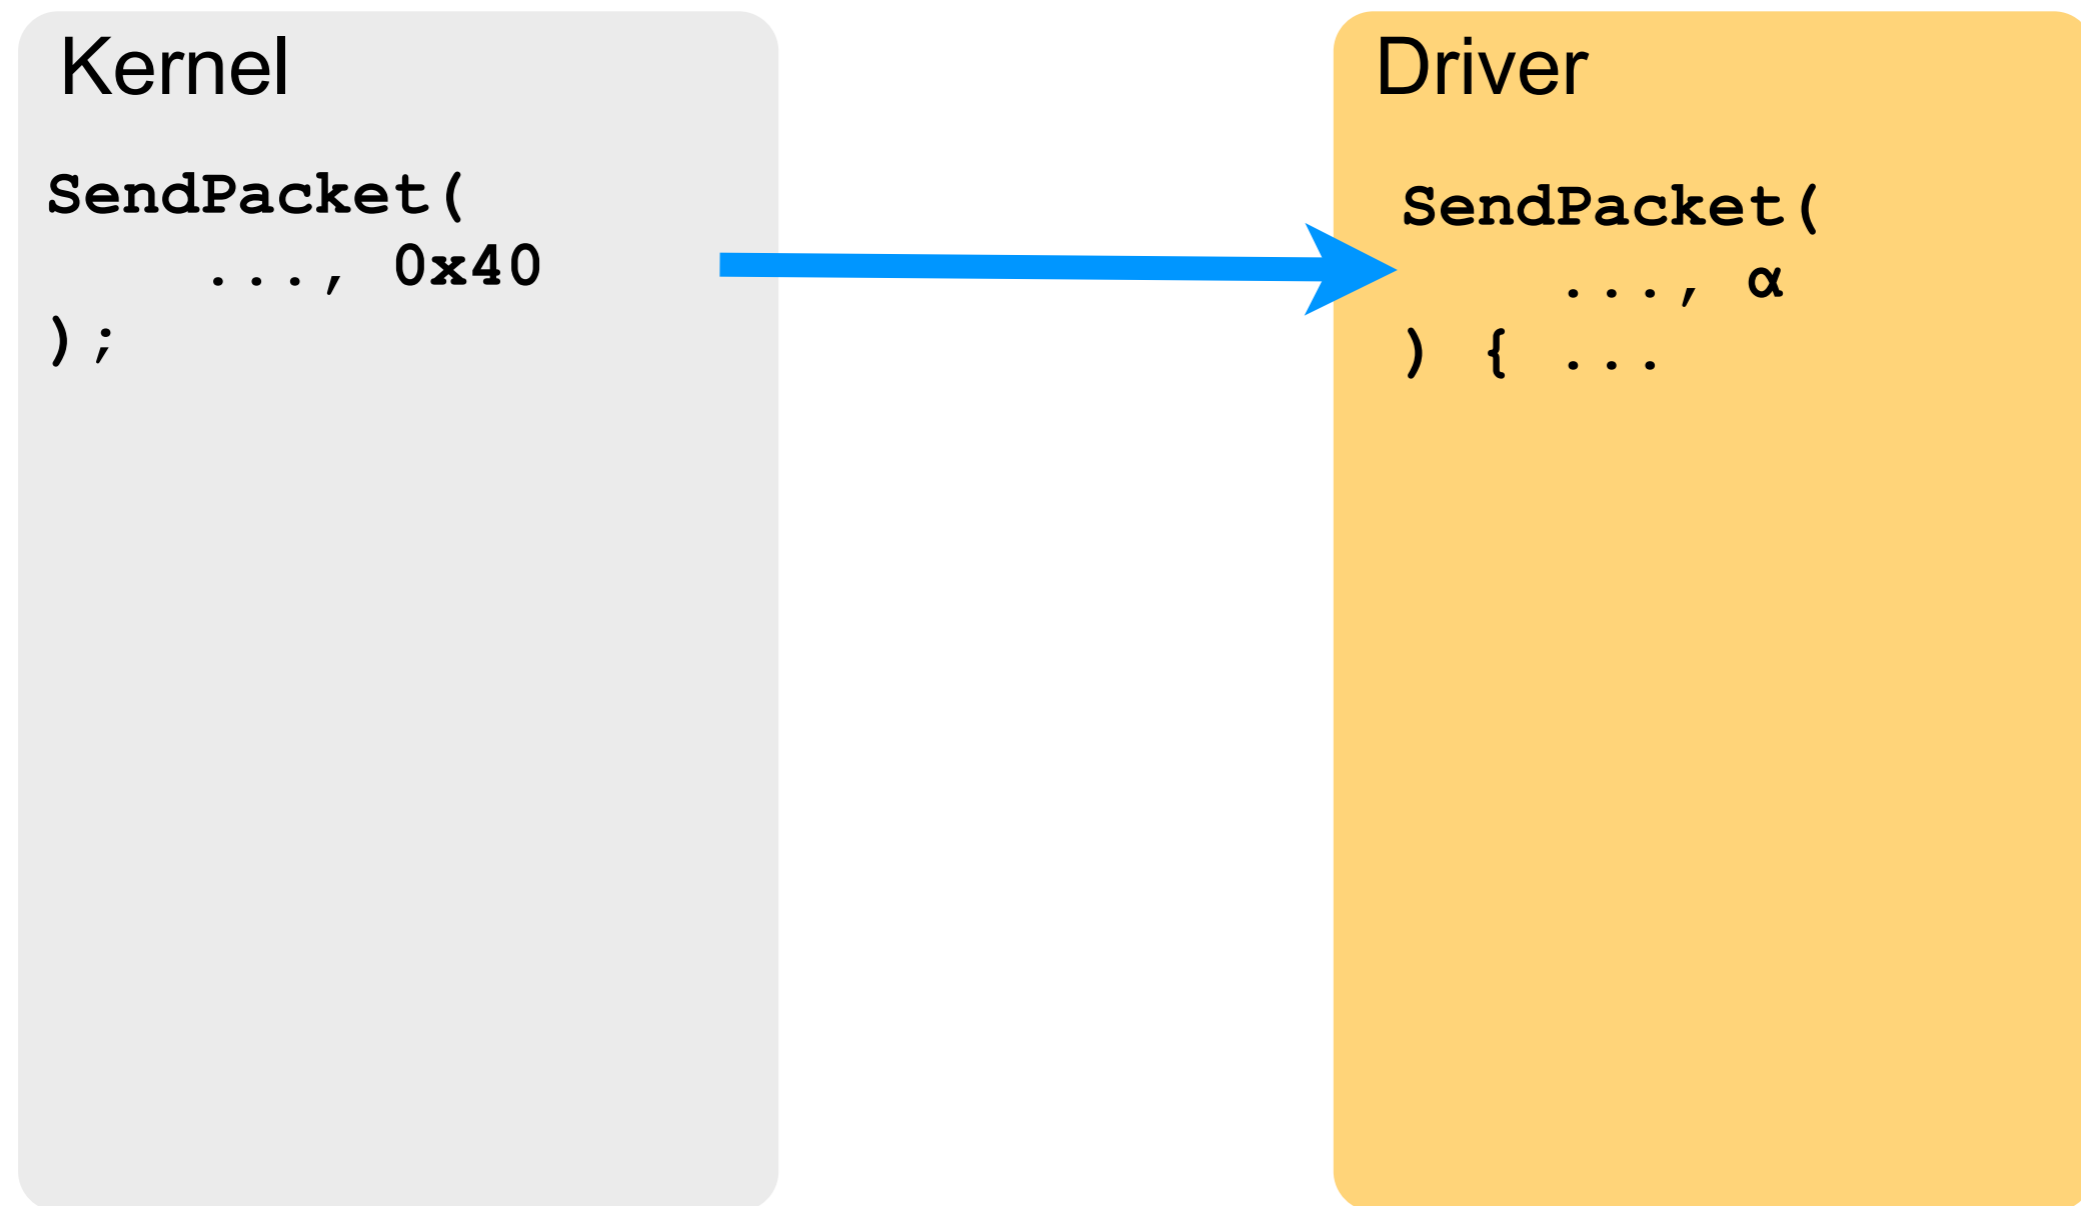 Kernel
SendPacket(
..., 0x40
);
Driver
SendPacket(
..., α
) { ...